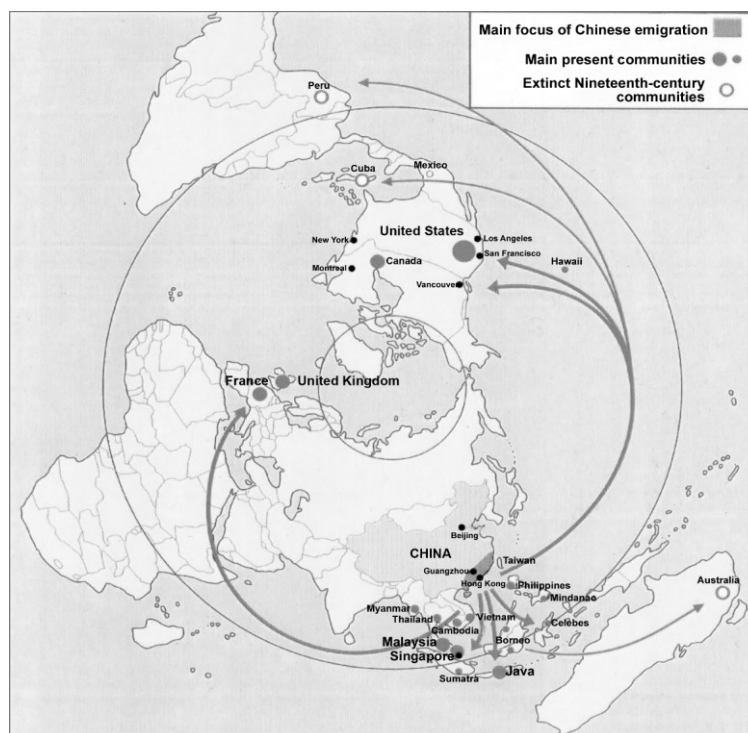 Main focus of Chinese emigration
Main present communities
Extinct Nineteenth-century
communities
Peru
Cuba
Mexico
United States
Los Angeles
New York
San Francisco
Hawaii
Montreal
Canada
Vancouver
France
United Kingdom
Beijing
CHINA
Taiwan
Guangzhou
Hong Kong
Philippines
Australia
Mindanao
Myanmar
Thailand
Vietnam
Celèbes
Cambodia
Borneo
Malaysia
Singapore
Sumatra
Java